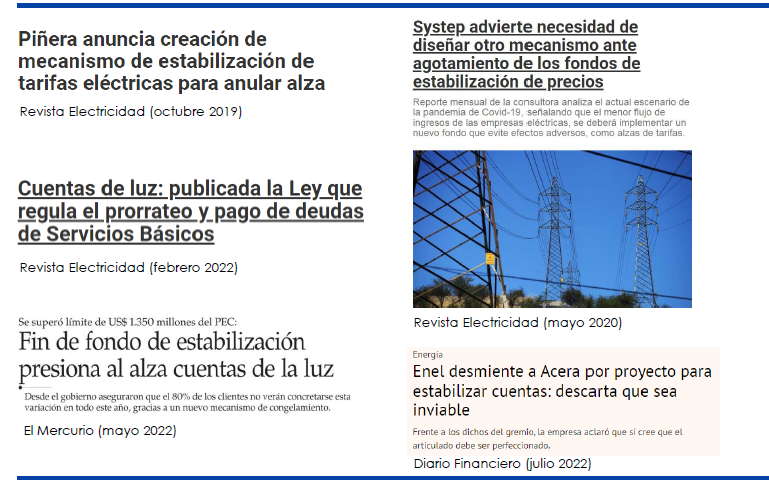 Piñera anuncia creación de
mecanismo de estabilización de
tarifas eléctricas para anular alza
Revista Electricidad (octubre 2019)
Cuentas de luz: publicada la Ley que
regula el prorrateo y pago de deudas
de Servicios Básicos
Revista Electricidad (febrero 2022)
Se superó límite de US$ 1.350 millones del PEC:
Fin de fondo de estabilización
presiona al alza cuentas de la luz
Desde el gobierno aseguraron que el 80% de los clientes no verán concretarse esta
variación en todo este año, gracias a un nuevo mecanismo de congelamiento.
El Mercurio (mayo 2022)
Systep advierte necesidad de
diseñar otro mecanismo ante
agotamiento de los fondos de
estabilización de precios
Reporte mensual de la consultora analiza el actual escenario de
la pandemia de Covid-19, señalando que el menor flujo de
ingresos de las empresas eléctricas, se deberá implementar un
nuevo fondo que evite efectos adversos, como alzas de tarifas.
Revista Electricidad (mayo 2020)
Energía
Enel desmiente a Acera por proyecto para
estabilizar cuentas: descarta que sea
inviable
Frente a los dichos del gremio, la empresa aclaró que si cree que el
articulado debe ser perfeccionado.
Diario Financiero (julio 2022)